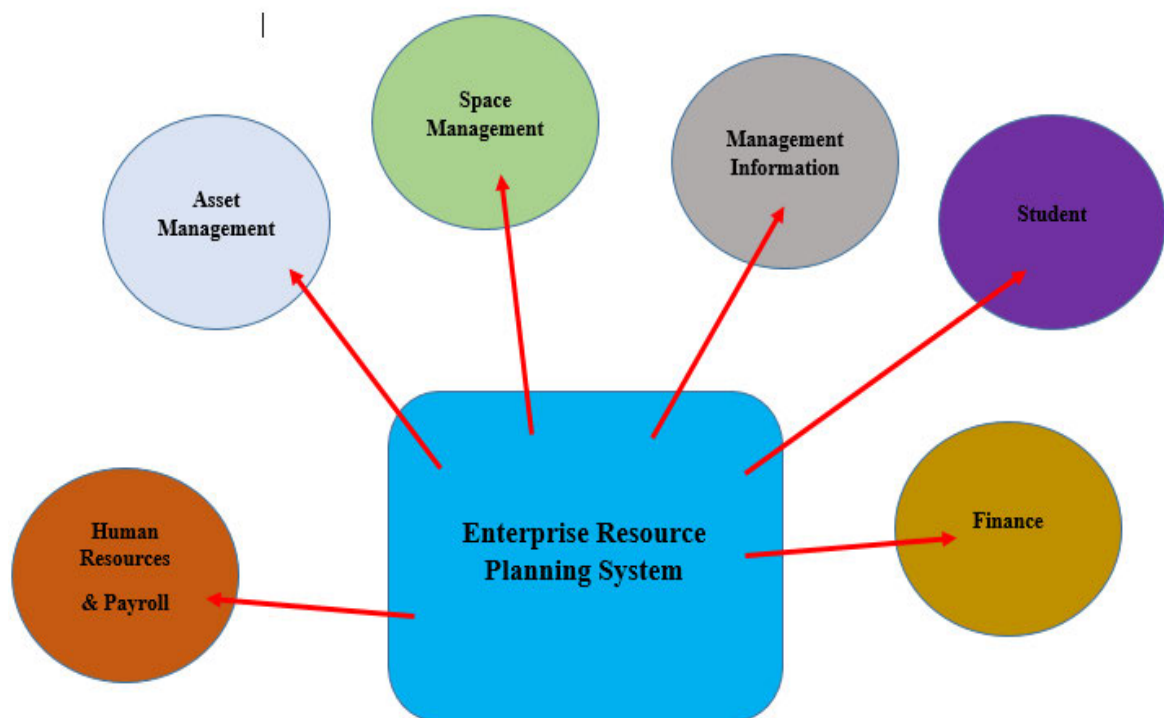 Space
Management
Management
Information
Asset
Management
Student
Enterprise Resource
Planning System
Finance
Human
Resources
& Payroll